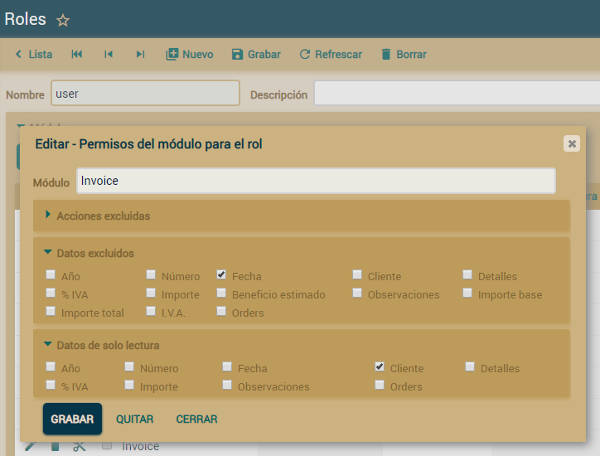 Roles
Lista Nuevo Grabar Refrescar Borrar
Nombre user Descripción
Editar - Permisos del módulo para el rol
Módulo Invoice
Acciones excluidas
Datos excluidos
Año Número Fecha Cliente Detalles
% IVA Importe Beneficio estimado Observaciones Importe base
Importe total I.V.A. Orders
Datos de solo lectura
Año Número Fecha Cliente Detalles
% IVA Importe Observaciones Orders
GRABAR QUITAR CERRAR
Invoice